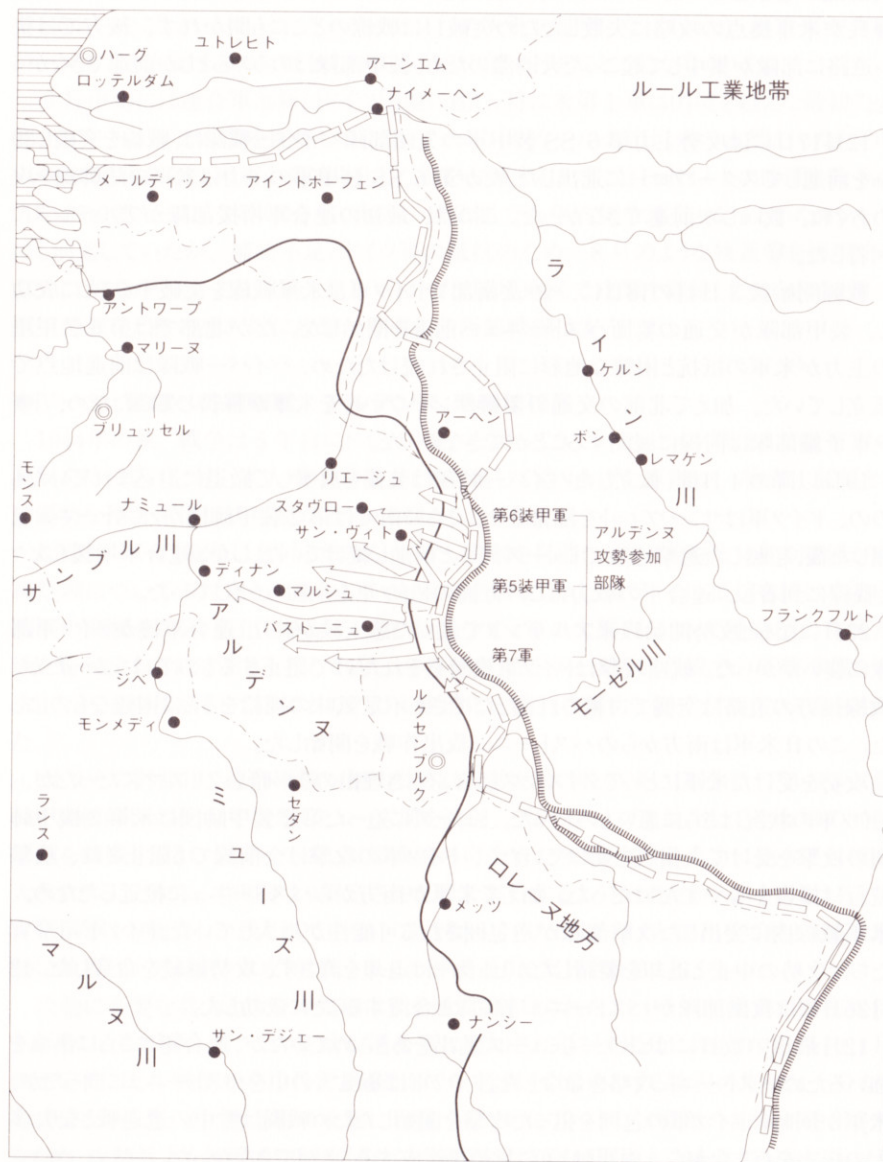 ハーグ
ユトレヒト
アーンエム
ロッテルダム
ナイメーヘン
ルール工業地帯
メールディック
アイントホーフェン
アントワープ
マリーヌ
ブリュッセル
ライン川
ケルン
アーヘン
ボン
レマゲン
モンス
リエージュ
ナミュール
スタヴロー
サン・ヴィト
第6装甲軍
サンブル川
ディナン
マルシュ
第5装甲軍
アルデンヌ
攻勢参加
部隊
バストーニュ
フランクフルト
第7軍
アルデンヌ
ジベ
モンメディ
ルクセンブルク
モーゼル川
セダン
ランス
ミューズ川
ロレーヌ地方
メッツ
マルヌ川
ナンシー
サン・デジェー